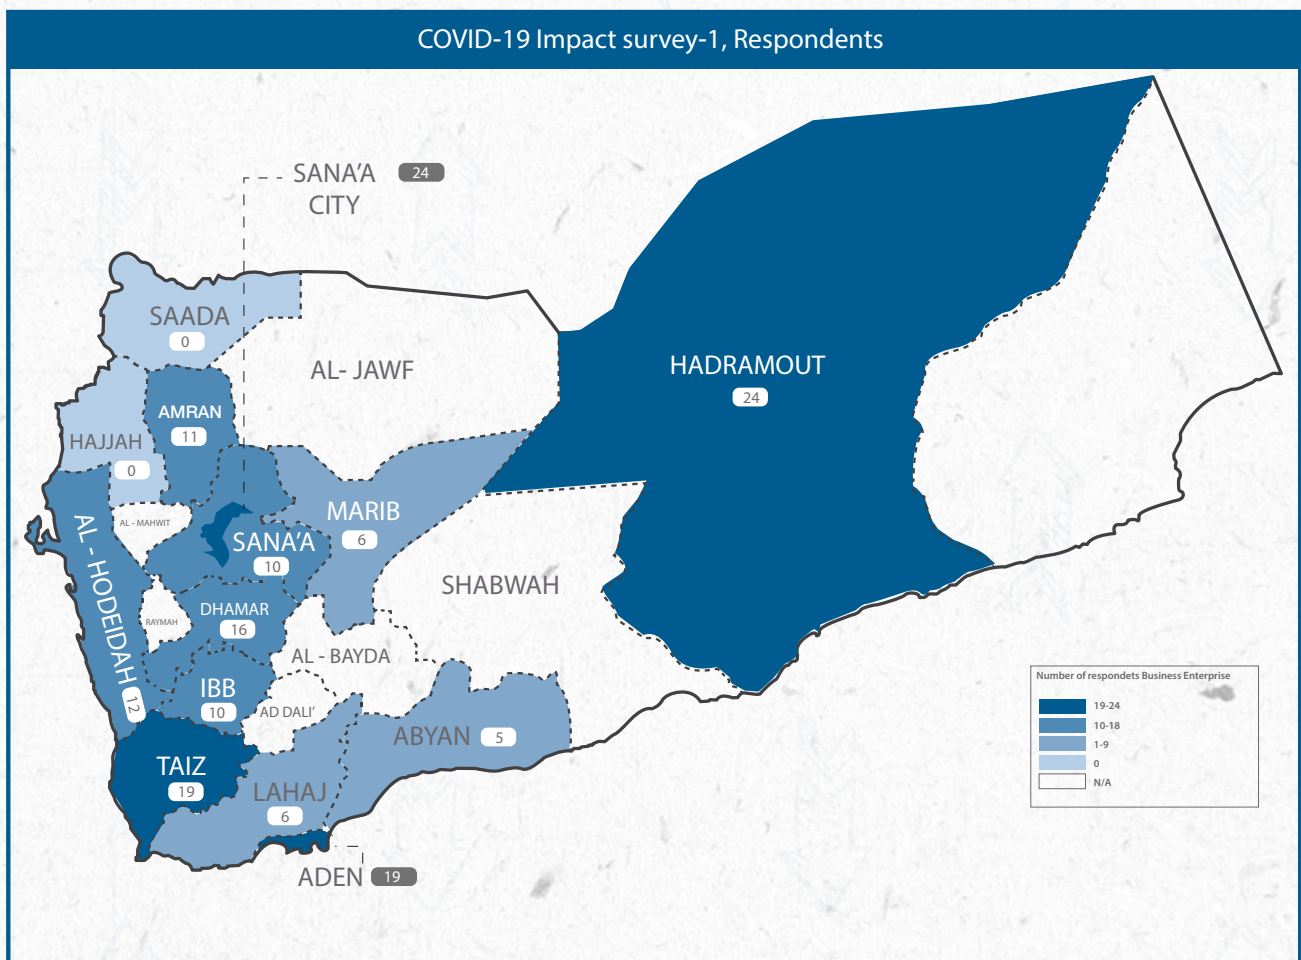 COVID-19 Impact survey-1, Respondents
SANA'A
CITY
24
SAADA
0
AL- JAWF
HADRAMOUT
24
AMRAN
11
HAJJAH
0
AL - MAHWIT
MARIB
6
SANA'A
10
AL - HODEIDAH
12
SHABWAH
RAYMAH
DHAMAR
16
AL - BAYDA
IBB
10
AD DALI'
ABYAN
5
TAIZ
19
LAHAJ
6
ADEN
19
Number of respondets Business Enterprise
19-24
10-18
1-9
0
N/A